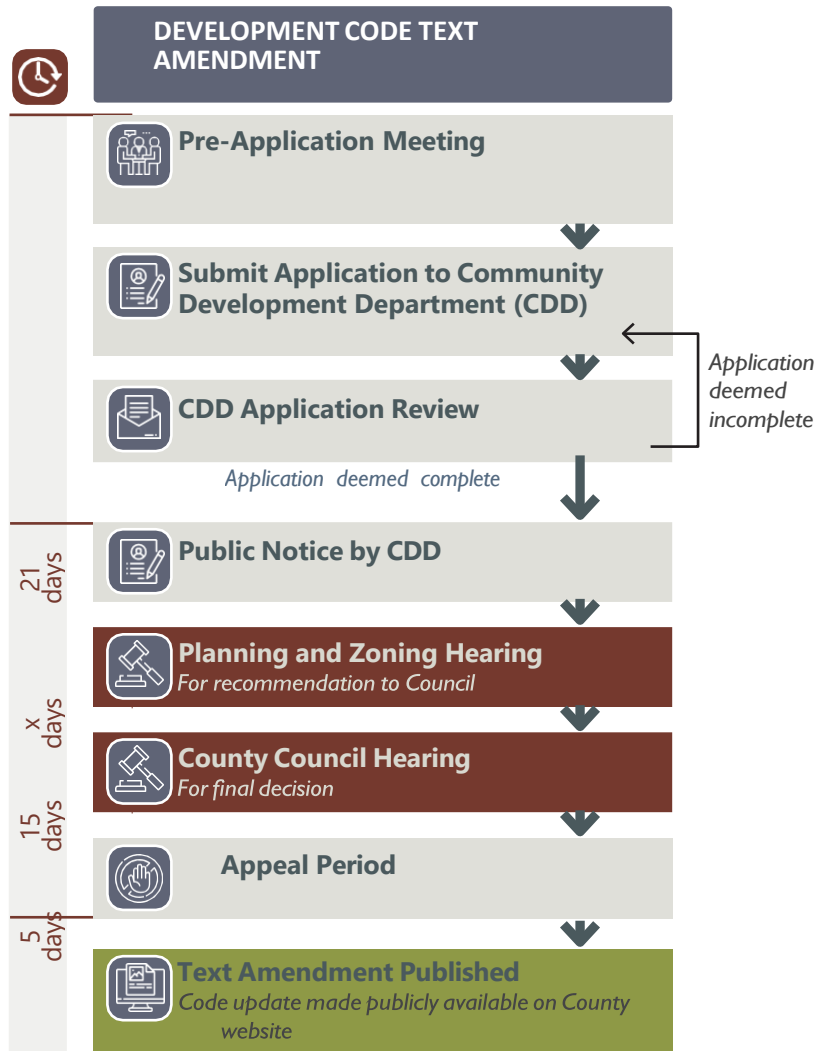 DEVELOPMENT CODE TEXT
AMENDMENT
Pre-Application Meeting
Submit Application to Community
Development Department (CDD)
Application
deemed
incomplete
CDD Application Review
Application deemed complete
21
days
Public Notice by CDD
Planning and Zoning Hearing
For recommendation to Council
x
days
County Council Hearing
For final decision
15
days
Appeal Period
5
days
Text Amendment Published
Code update made publicly available on County
website